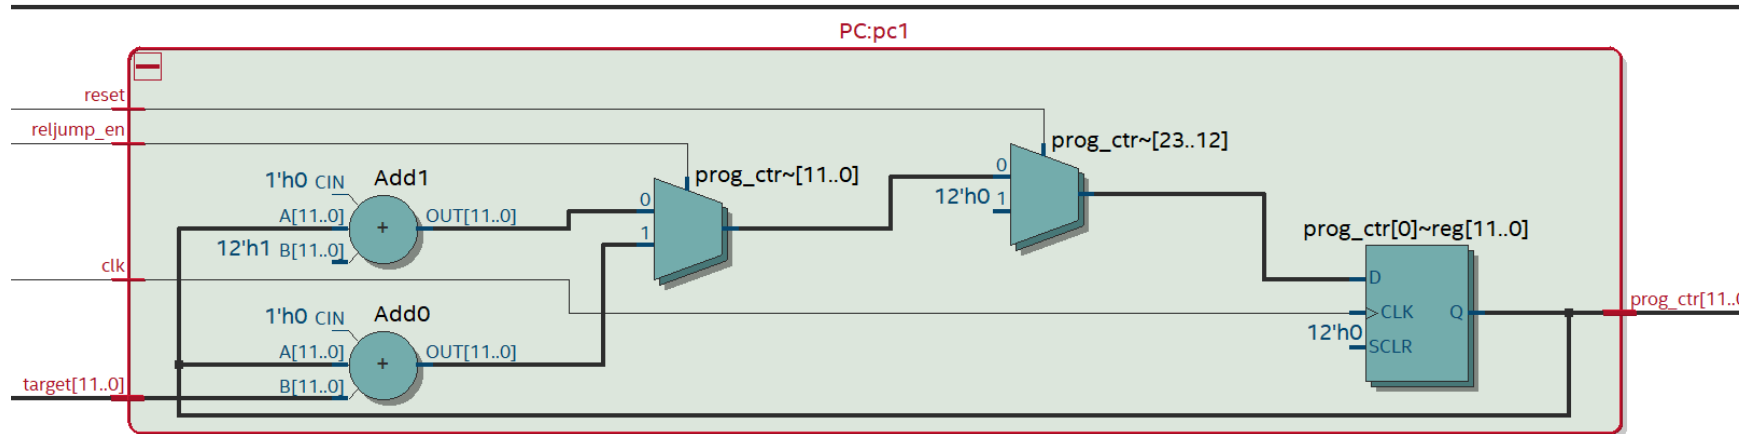 PC:pc1
reset
reljump_en
prog_ctr~[23..12]
0
12'h0 1
1'h0 CIN
Add1
prog_ctr~[11..0]
0
1
A[11..0]
OUT[11..0]
12'h1 B[11..0]
prog_ctr[0]~reg[11..0]
clk
D
1'h0 CIN
Add0
CLK
Q
12'h0
SCLR
prog_ctr[11..
A[11..0]
OUT[11..0]
target[11..0]
B[11..0]
+
+